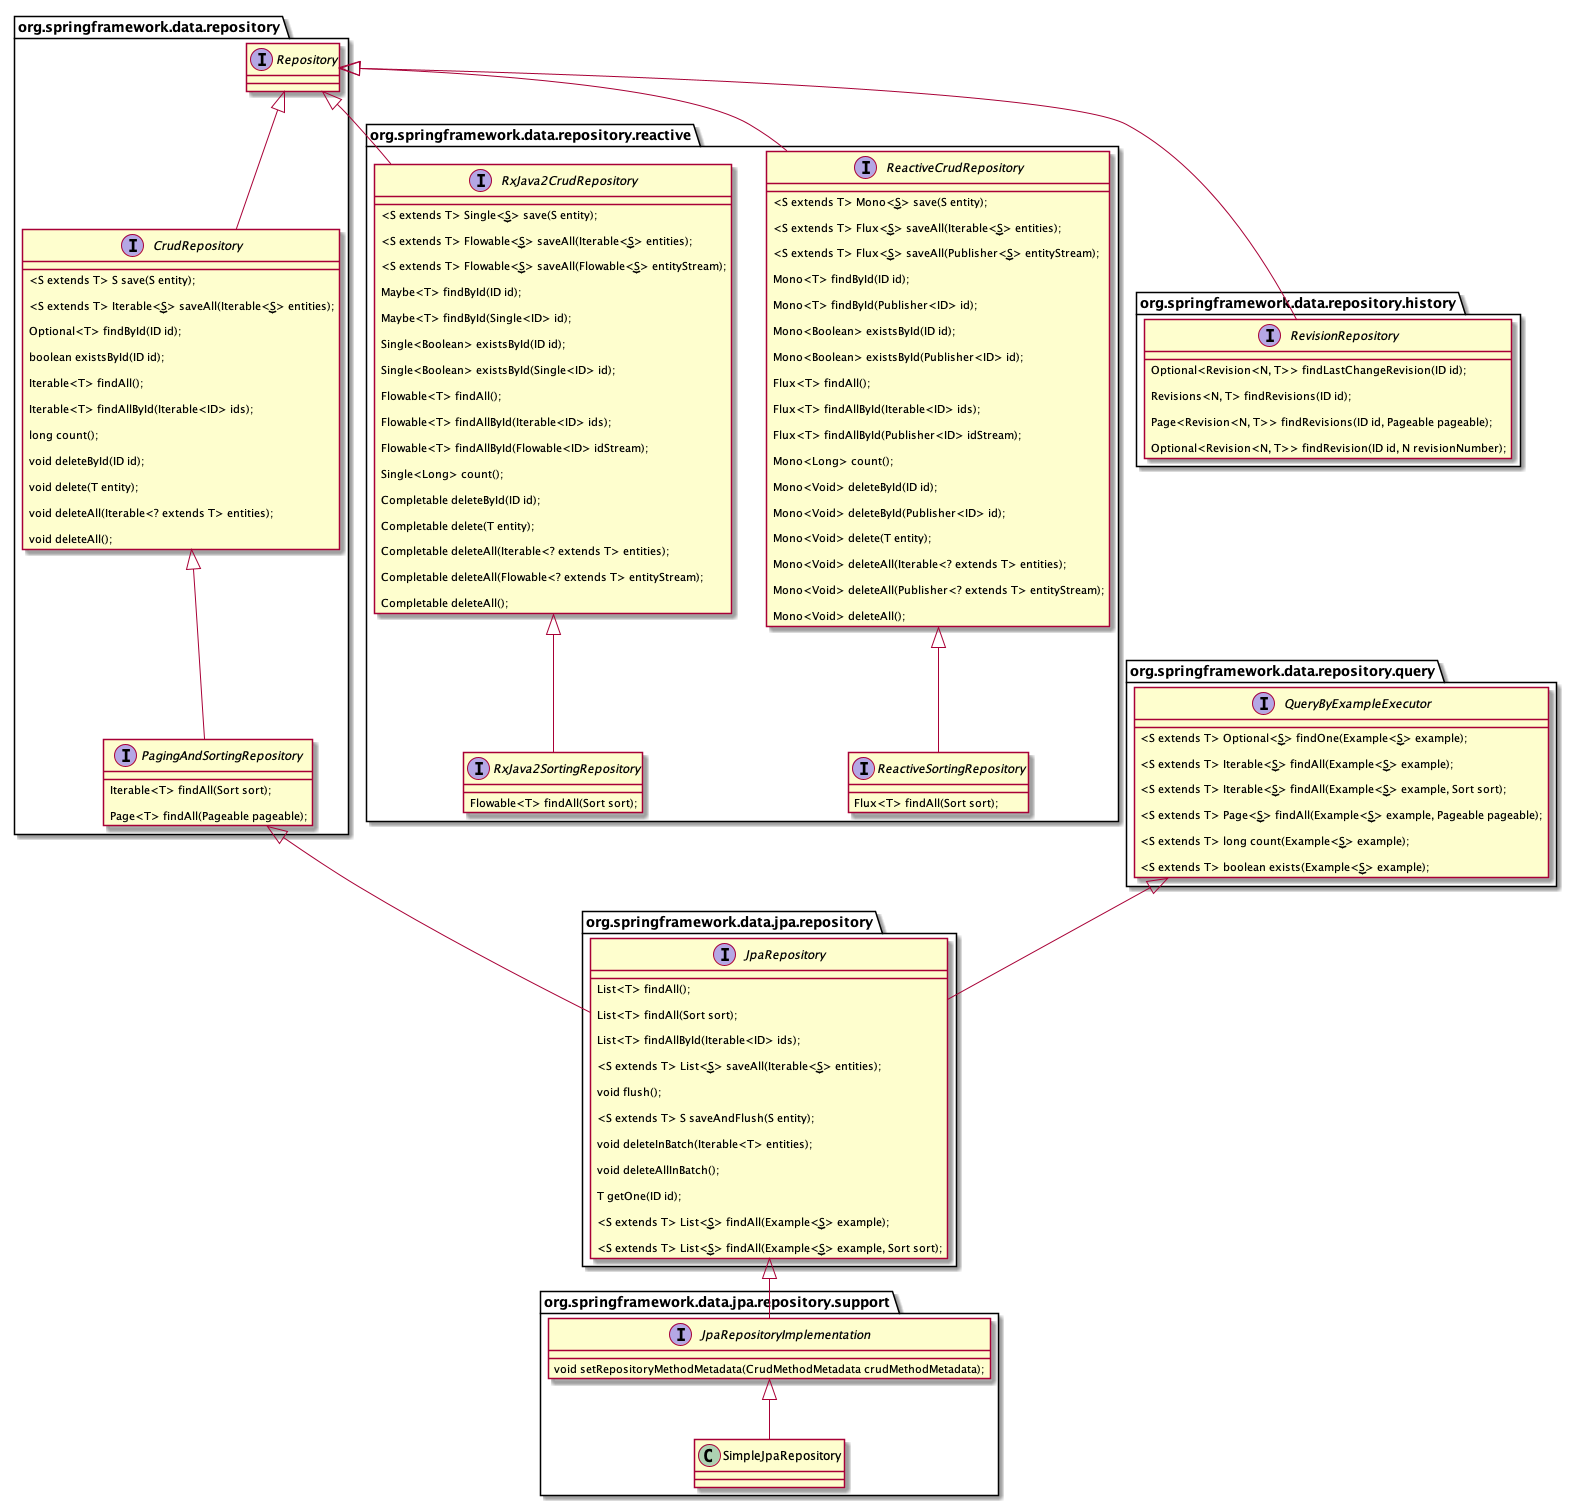 org.springframework.data.repository
I Repository
I CrudRepository
<S extends T> S save(S entity);
<S extends T> Iterable<S> saveAll(Iterable<S> entities);
Optional<T> findById(ID id);
boolean existsById(ID id);
Iterable<T> findAll();
Iterable<T> findAllById(Iterable<ID> ids);
long count();
void deleteById(ID id);
void delete(T entity);
void deleteAll(Iterable<? extends T> entities);
void deleteAll();
I PagingAndSortingRepository
Iterable<T> findAll(Sort sort);
Page<T> findAll(Pageable pageable);
org.springframework.data.repository.reactive
I RxJava2CrudRepository
<S extends T> Single<S> save(S entity);
<S extends T> Flowable<S> saveAll(Iterable<S> entities);
<S extends T> Flowable<S> saveAll(Flowable<S> entityStream);
Maybe<T> findById(ID id);
Maybe<T> findById(Single<ID> id);
Single<Boolean> existsById(ID id);
Single<Boolean> existsById(Single<ID> id);
Flowable<T> findAll();
Flowable<T> findAllById(Iterable<ID> ids);
Flowable<T> findAllById(Flowable<ID> idStream);
Single<Long> count();
Completable deleteById(ID id);
Completable delete(T entity);
Completable deleteAll(Iterable<? extends T> entities);
Completable deleteAll(Flowable<? extends T> entityStream);
Completable deleteAll();
I RxJava2SortingRepository
Flowable<T> findAll(Sort sort);
I ReactiveCrudRepository
<S extends T> Mono<S> save(S entity);
<S extends T> Flux<S> saveAll(Iterable<S> entities);
<S extends T> Flux<S> saveAll(Publisher<S> entityStream);
Mono<T> findById(ID id);
Mono<T> findById(Publisher<ID> id);
Mono<Boolean> existsById(ID id);
Mono<Boolean> existsById(Publisher<ID> id);
Flux<T> findAll();
Flux<T> findAllById(Iterable<ID> ids);
Flux<T> findAllById(Publisher<ID> idStream);
Mono<Long> count();
Mono<Void> deleteById(ID id);
Mono<Void> deleteById(Publisher<ID> id);
Mono<Void> delete(T entity);
Mono<Void> deleteAll(Iterable<? extends T> entities);
Mono<Void> deleteAll(Publisher<? extends T> entityStream);
Mono<Void> deleteAll();
I ReactiveSortingRepository
Flux<T> findAll(Sort sort);
org.springframework.data.repository.history
I RevisionRepository
Optional<Revision<N, T>> findLastChangeRevision(ID id);
Revisions<N, T> findRevisions(ID id);
Page<Revision<N, T>> findRevisions(ID id, Pageable pageable);
Optional<Revision<N, T>> findRevision(ID id, N revisionNumber);
org.springframework.data.repository.query
I QueryByExampleExecutor
<S extends T> Optional<S> findOne(Example<S> example);
<S extends T> Iterable<S> findAll(Example<S> example);
<S extends T> Iterable<S> findAll(Example<S> example, Sort sort);
<S extends T> Page<S> findAll(Example<S> example, Pageable pageable);
<S extends T> long count(Example<S> example);
<S extends T> boolean exists(Example<S> example);
org.springframework.data.jpa.repository
I JpaRepository
List<T> findAll();
List<T> findAll(Sort sort);
List<T> findAllById(Iterable<ID> ids);
<S extends T> List<S> saveAll(Iterable<S> entities);
void flush();
<S extends T> S saveAndFlush(S entity);
void deleteInBatch(Iterable<T> entities);
void deleteAllInBatch();
T getOne(ID id);
<S extends T> List<S> findAll(Example<S> example);
<S extends T> List<S> findAll(Example<S> example, Sort sort);
org.springframework.data.jpa.repository.support
I JpaRepositoryImplementation
void setRepositoryMethodMetadata(CrudMethodMetadata crudMethodMetadata);
C SimpleJpaRepository